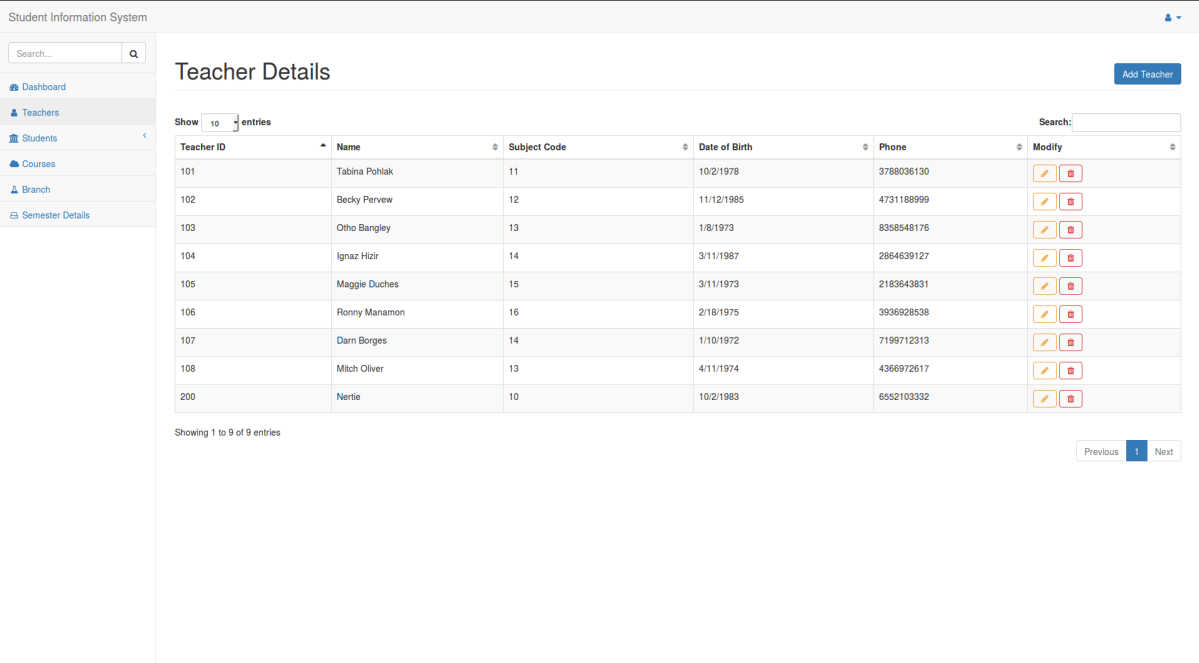 Student Information System
Search...
Dashboard
Teachers
Students
Courses
Branch
Semester Details
Teacher Details
Add Teacher
Show 10 entries
Search:
Teacher ID Name Subject Code Date of Birth Phone Modify
101 Tabina Pohlak 11 10/2/1978 3788036130
102 Becky Pervew 12 11/12/1985 4731188999
103 Otho Bangley 13 1/8/1973 8358548176
104 Ignaz Hizir 14 3/11/1987 2864639127
105 Maggie Duches 15 3/11/1973 2183643831
106 Ronny Manamon 16 2/18/1975 3936928538
107 Darn Borges 14 1/10/1972 7199712313
108 Mitch Oliver 13 4/11/1974 4366972617
200 Nertie 10 10/2/1983 6552103332
Showing 1 to 9 of 9 entries
Previous 1 Next